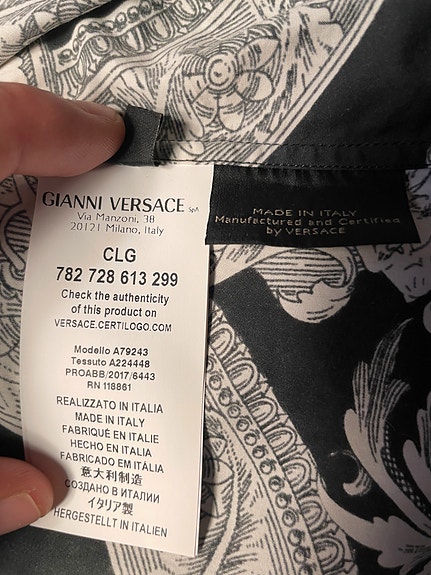 GIANNI VERSACE SpA
Via Manzoni, 38
20121 Milano, Italy
CLG
782 728 613 299
Check the authenticity
of this product on
VERSACE.CERTILOGO.COM
Modello A79243
Tessuto A224448
PROABB/2017/6443
RN 118861
REALIZZATO IN ITALIA
MADE IN ITALY
FABRIQUÉ EN ITALIE
HECHO EN ITALIA
FABRICADO EM ITÁLIA
意大利制造
СОЗДАНО В ИТАЛИИ
イタリア製
HERGESTELLT IN ITALIEN
MADE IN ITALY
Manufactured and Certified
by VERSACE